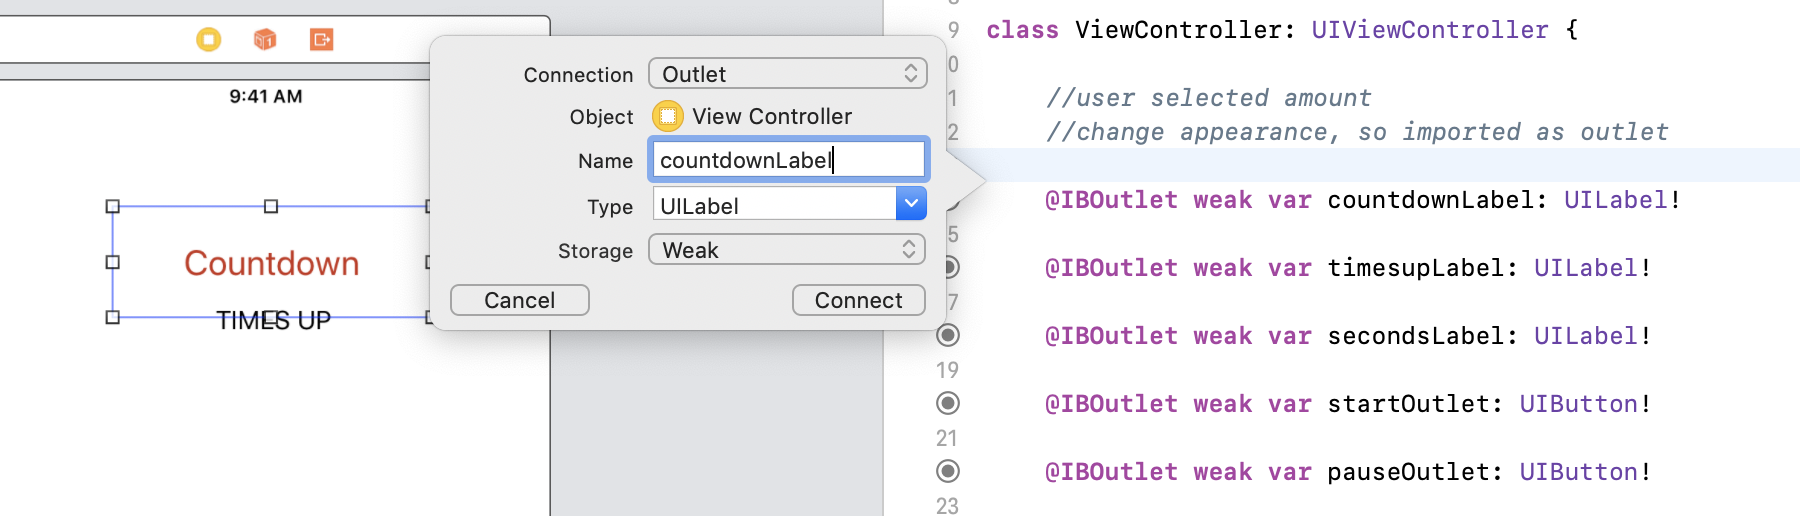 9:41 AM
Countdown
TIMES UP
Connection Outlet
Object View Controller
Name countdownLabel
Type UILabel
Storage Weak
Cancel Connect
9 class ViewController: UIViewController {
0
1 //user selected amount
2 //change appearance, so imported as outlet
@IBOutlet weak var countdownLabel: UILabel!
5
@IBOutlet weak var timesupLabel: UILabel!
7
@IBOutlet weak var secondsLabel: UILabel!
19
@IBOutlet weak var startOutlet: UIButton!
21
@IBOutlet weak var pauseOutlet: UIButton!
23